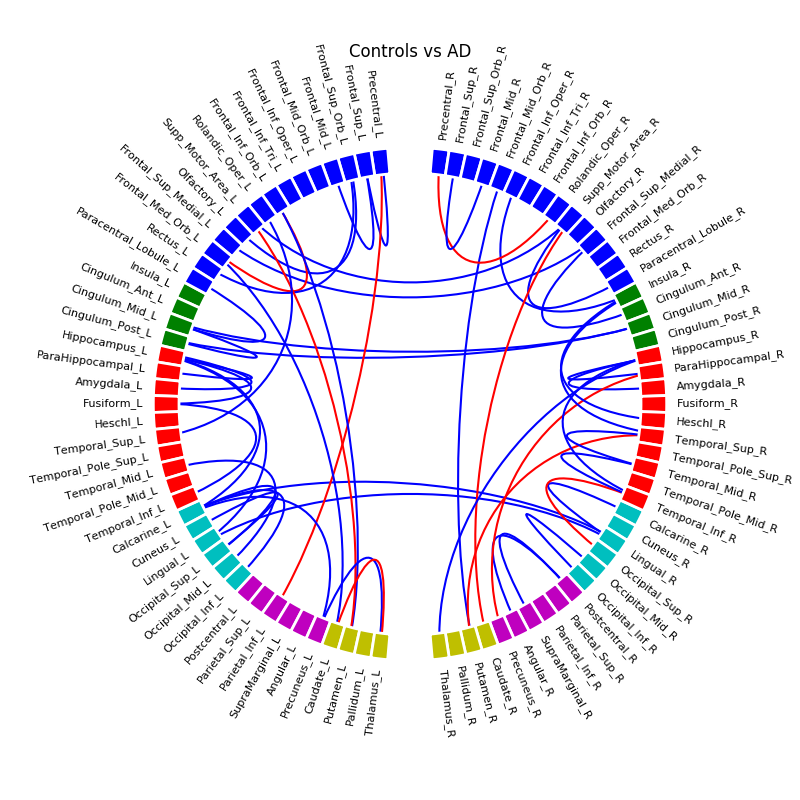 Controls vs AD
Precentral_L
Frontal_Sup_L
Frontal_Sup_Orb_L
Frontal_Mid_L
Frontal_Mid_Orb_L
Frontal_Inf_Oper_L
Frontal_Inf_Tri_L
Frontal_Inf_Orb_L
Rolandic_Oper_L
Supp_Motor_Area_L
Olfactory_L
Frontal_Sup_Medial_L
Frontal_Med_Orb_L
Rectus_L
Paracentral_Lobule_L
Insula_L
Cingulum_Ant_L
Cingulum_Mid_L
Cingulum_Post_L
Hippocampus_L
ParaHippocampal_L
Amygdala_L
Fusiform_L
Heschl_L
Temporal_Sup_L
Temporal_Pole_Sup_L
Temporal_Mid_L
Temporal_Pole_Mid_L
Temporal_Inf_L
Calcarine_L
Cuneus_L
Lingual_L
Occipital_Sup_L
Occipital_Mid_L
Occipital_Inf_L
Postcentral_L
Parietal_Sup_L
Parietal_Inf_L
SupraMarginal_L
Angular_L
Precuneus_L
Caudate_L
Putamen_L
Pallidum_L
Thalamus_L
Precentral_R
Frontal_Sup_R
Frontal_Sup_Orb_R
Frontal_Mid_R
Frontal_Mid_Orb_R
Frontal_Inf_Oper_R
Frontal_Inf_Tri_R
Frontal_Inf_Orb_R
Rolandic_Oper_R
Supp_Motor_Area_R
Olfactory_R
Frontal_Sup_Medial_R
Frontal_Med_Orb_R
Rectus_R
Paracentral_Lobule_R
Insula_R
Cingulum_Ant_R
Cingulum_Mid_R
Cingulum_Post_R
Hippocampus_R
ParaHippocampal_R
Amygdala_R
Fusiform_R
Heschl_R
Temporal_Sup_R
Temporal_Pole_Sup_R
Temporal_Mid_R
Temporal_Pole_Mid_R
Temporal_Inf_R
Calcarine_R
Cuneus_R
Lingual_R
Occipital_Sup_R
Occipital_Mid_R
Occipital_Inf_R
Postcentral_R
Parietal_Sup_R
Parietal_Inf_R
SupraMarginal_R
Angular_R
Precuneus_R
Caudate_R
Putamen_R
Pallidum_R
Thalamus_R